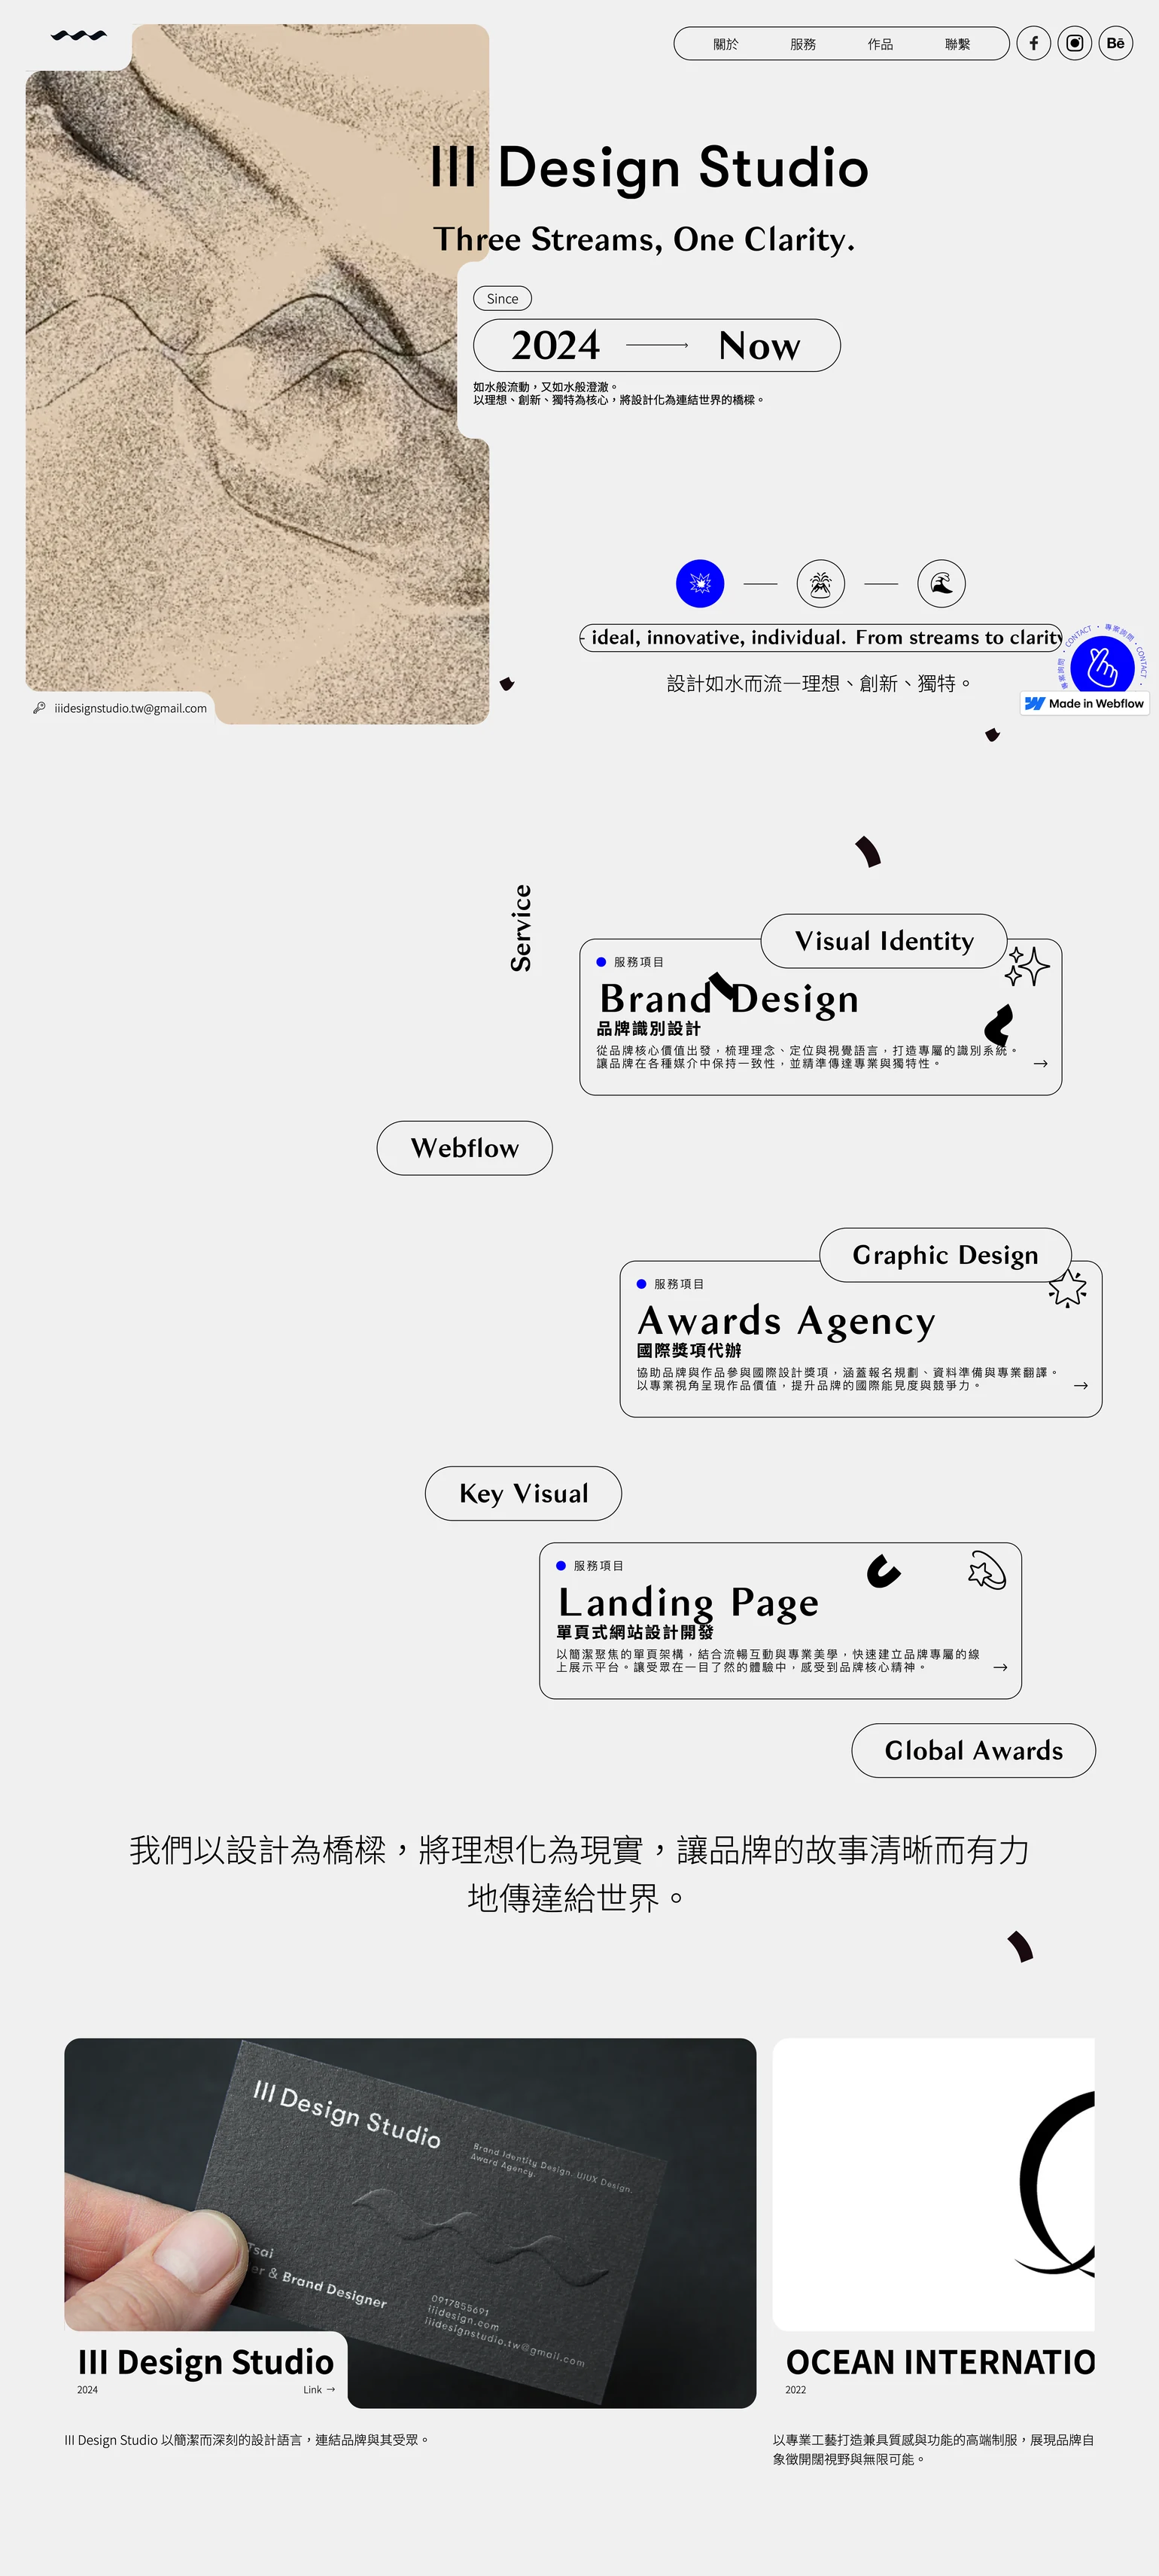 關於 服務 作品 聯繫
Bē
III Design Studio
Three Streams, One Clarity.
Since
2024 Now
如水般流動,又如水般澄澈。
以理想、創新、獨特為核心,將設計化為連結世界的橋樑。
- ideal, innovative, individual. From streams to clarity
設計如水而流—理想、創新、獨特。
CONTACT • 專案詢問 • CONTACT • 專案詢問
Made in Webflow
iiidesignstudio.tw@gmail.com
Service
Visual Identity
服務項目
Brand Design
品牌識別設計
從品牌核心價值出發,梳理理念、定位與視覺語言,打造專屬的識別系統。
讓品牌在各種媒介中保持一致性,並精準傳達專業與獨特性。
Webflow
Graphic Design
服務項目
Awards Agency
國際獎項代辦
協助品牌與作品參與國際設計獎項,涵蓋報名規劃、資料準備與專業翻譯。
以專業視角呈現作品價值,提升品牌的國際能見度與競爭力。
Key Visual
服務項目
Landing Page
單頁式網站設計開發
以簡潔聚焦的單頁架構,結合流暢互動與專業美學,快速建立品牌專屬的線
上展示平台。讓受眾在一目了然的體驗中,感受到品牌核心精神。
Global Awards
我們以設計為橋樑,將理想化為現實,讓品牌的故事清晰而有力
地傳達給世界。
III Design Studio
Brand Identity Design. UIUX Design.
Award Agency.
Tsai
er & Brand Designer
0917855691
iiidesign.com
iiidesignstudio.tw@gmail.com
III Design Studio
2024 Link →
III Design Studio 以簡潔而深刻的設計語言,連結品牌與其受眾。
OCEAN INTERNATIO
2022
以專業工藝打造兼具質感與功能的高端制服,展現品牌自
象徵開闊視野與無限可能。